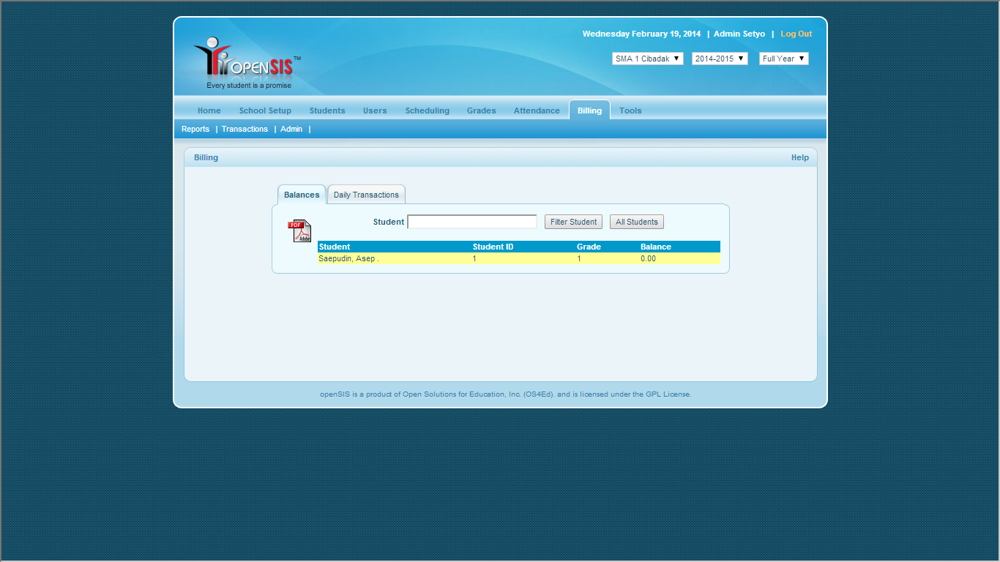 Wednesday February 19, 2014 | Admin Setyo | Log Out
OPENSIS™
Every student is a promise
SMA 1 Cibadak 2014-2015 Full Year
Home School Setup Students Users Scheduling Grades Attendance Billing Tools
Reports | Transactions | Admin |
Billing Help
Balances Daily Transactions
PDF
Adobe
Student Filter Student All Students
Student Student ID Grade Balance
Saepudin, Asep . 1 1 0.00
openSIS is a product of Open Solutions for Education, Inc. (OS4Ed). and is licensed under the GPL License.